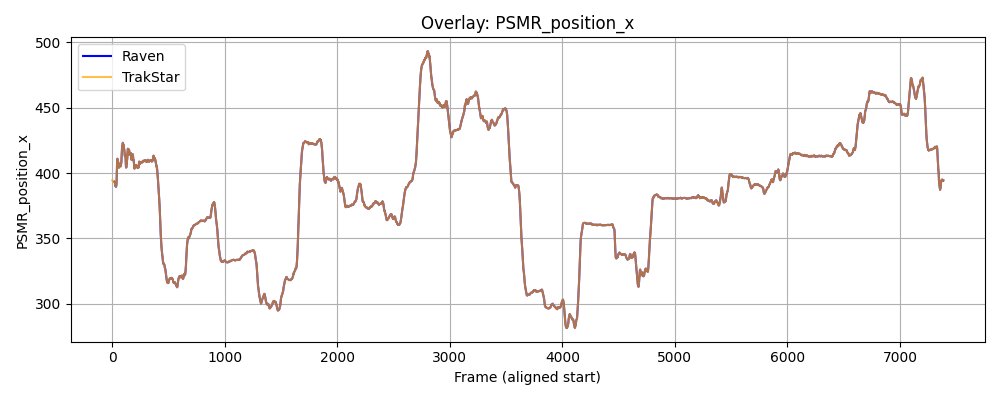 Overlay: PSMR_position_x
PSMR_position_x
500
450
400
350
300
Raven
TrakStar
0 1000 2000 3000 4000 5000 6000 7000
Frame (aligned start)